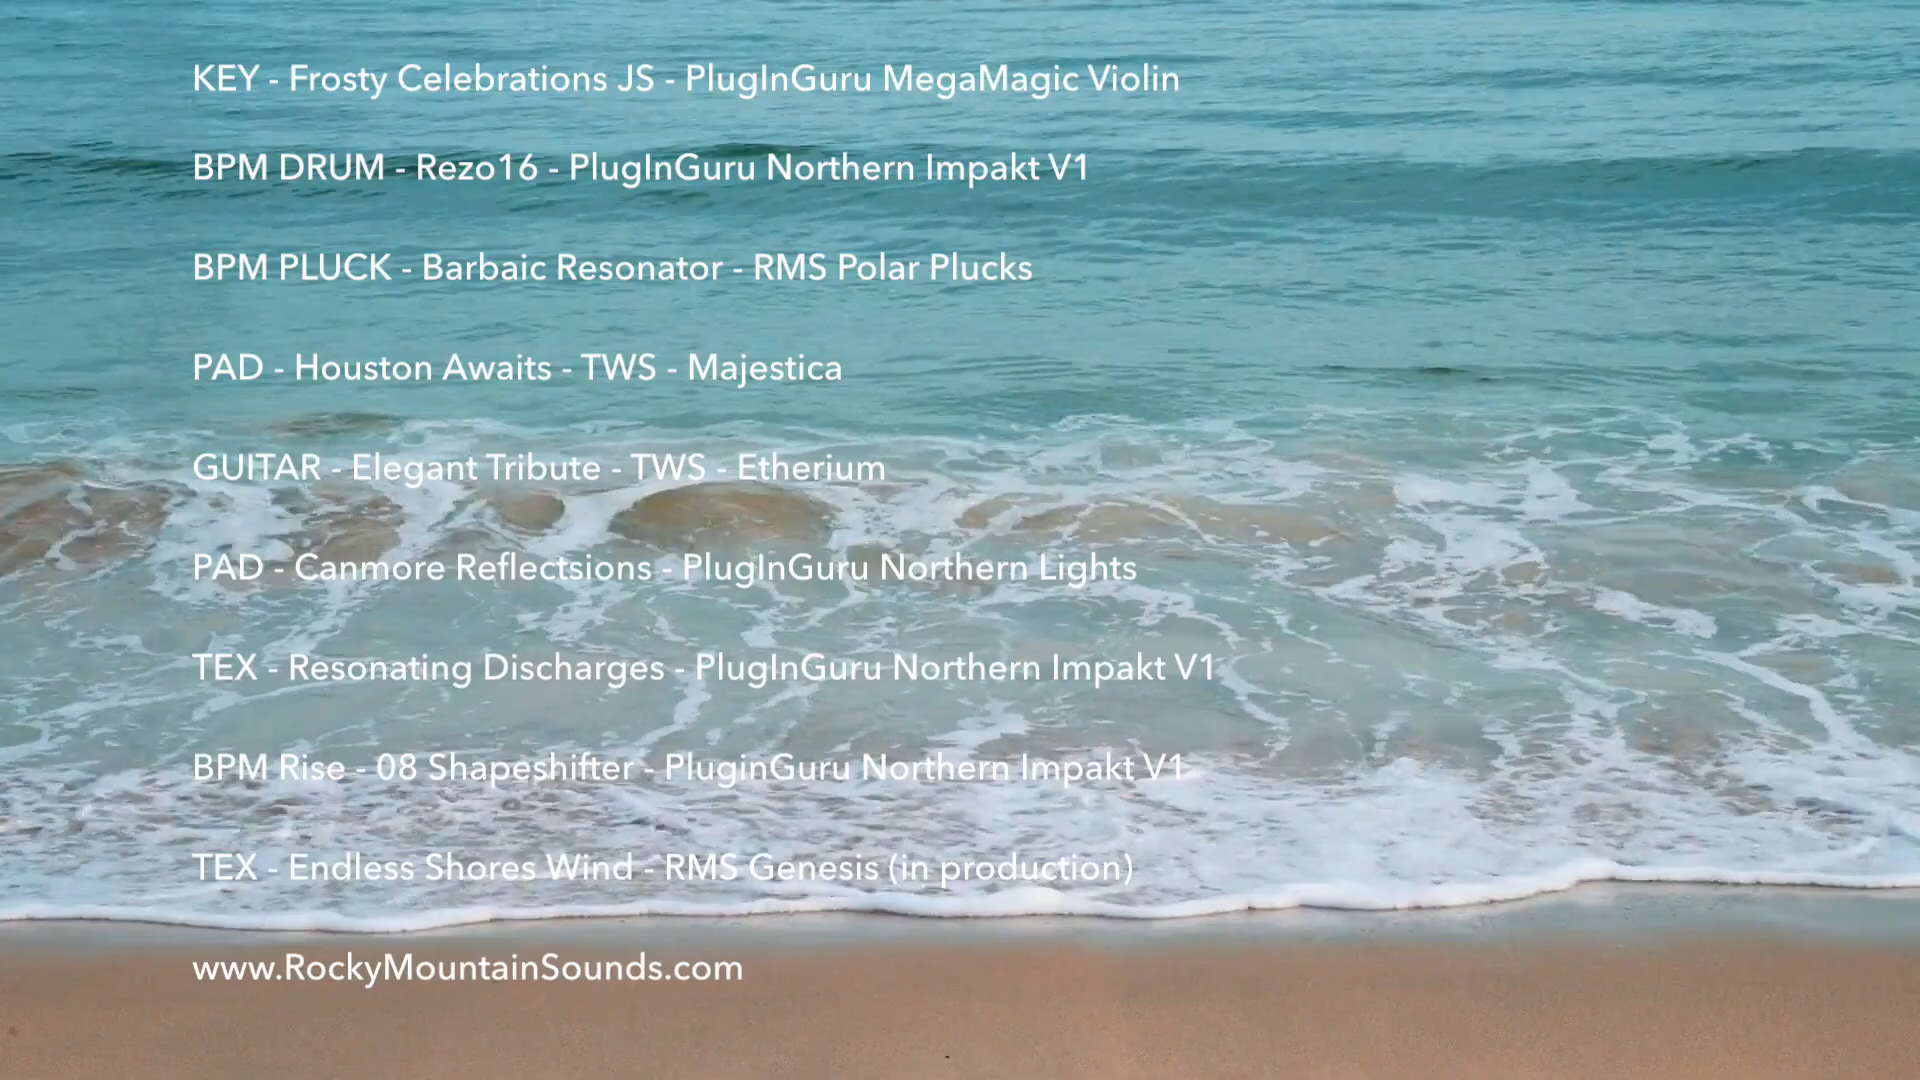 KEY - Frosty Celebrations JS - PlugInGuru MegaMagic Violin
BPM DRUM - Rezo16 - PlugInGuru Northern Impakt V1
BPM PLUCK - Barbaic Resonator - RMS Polar Plucks
PAD - Houston Awaits - TWS - Majestica
GUITAR - Elegant Tribute - TWS - Etherium
PAD - Canmore Reflectsions - PlugInGuru Northern Lights
TEX - Resonating Discharges - PlugInGuru Northern Impakt V1
BPM Rise - 08 Shapeshifter - PluginGuru Northern Impakt V1
TEX - Endless Shores Wind - RMS Genesis (in production)
www.RockyMountainSounds.com